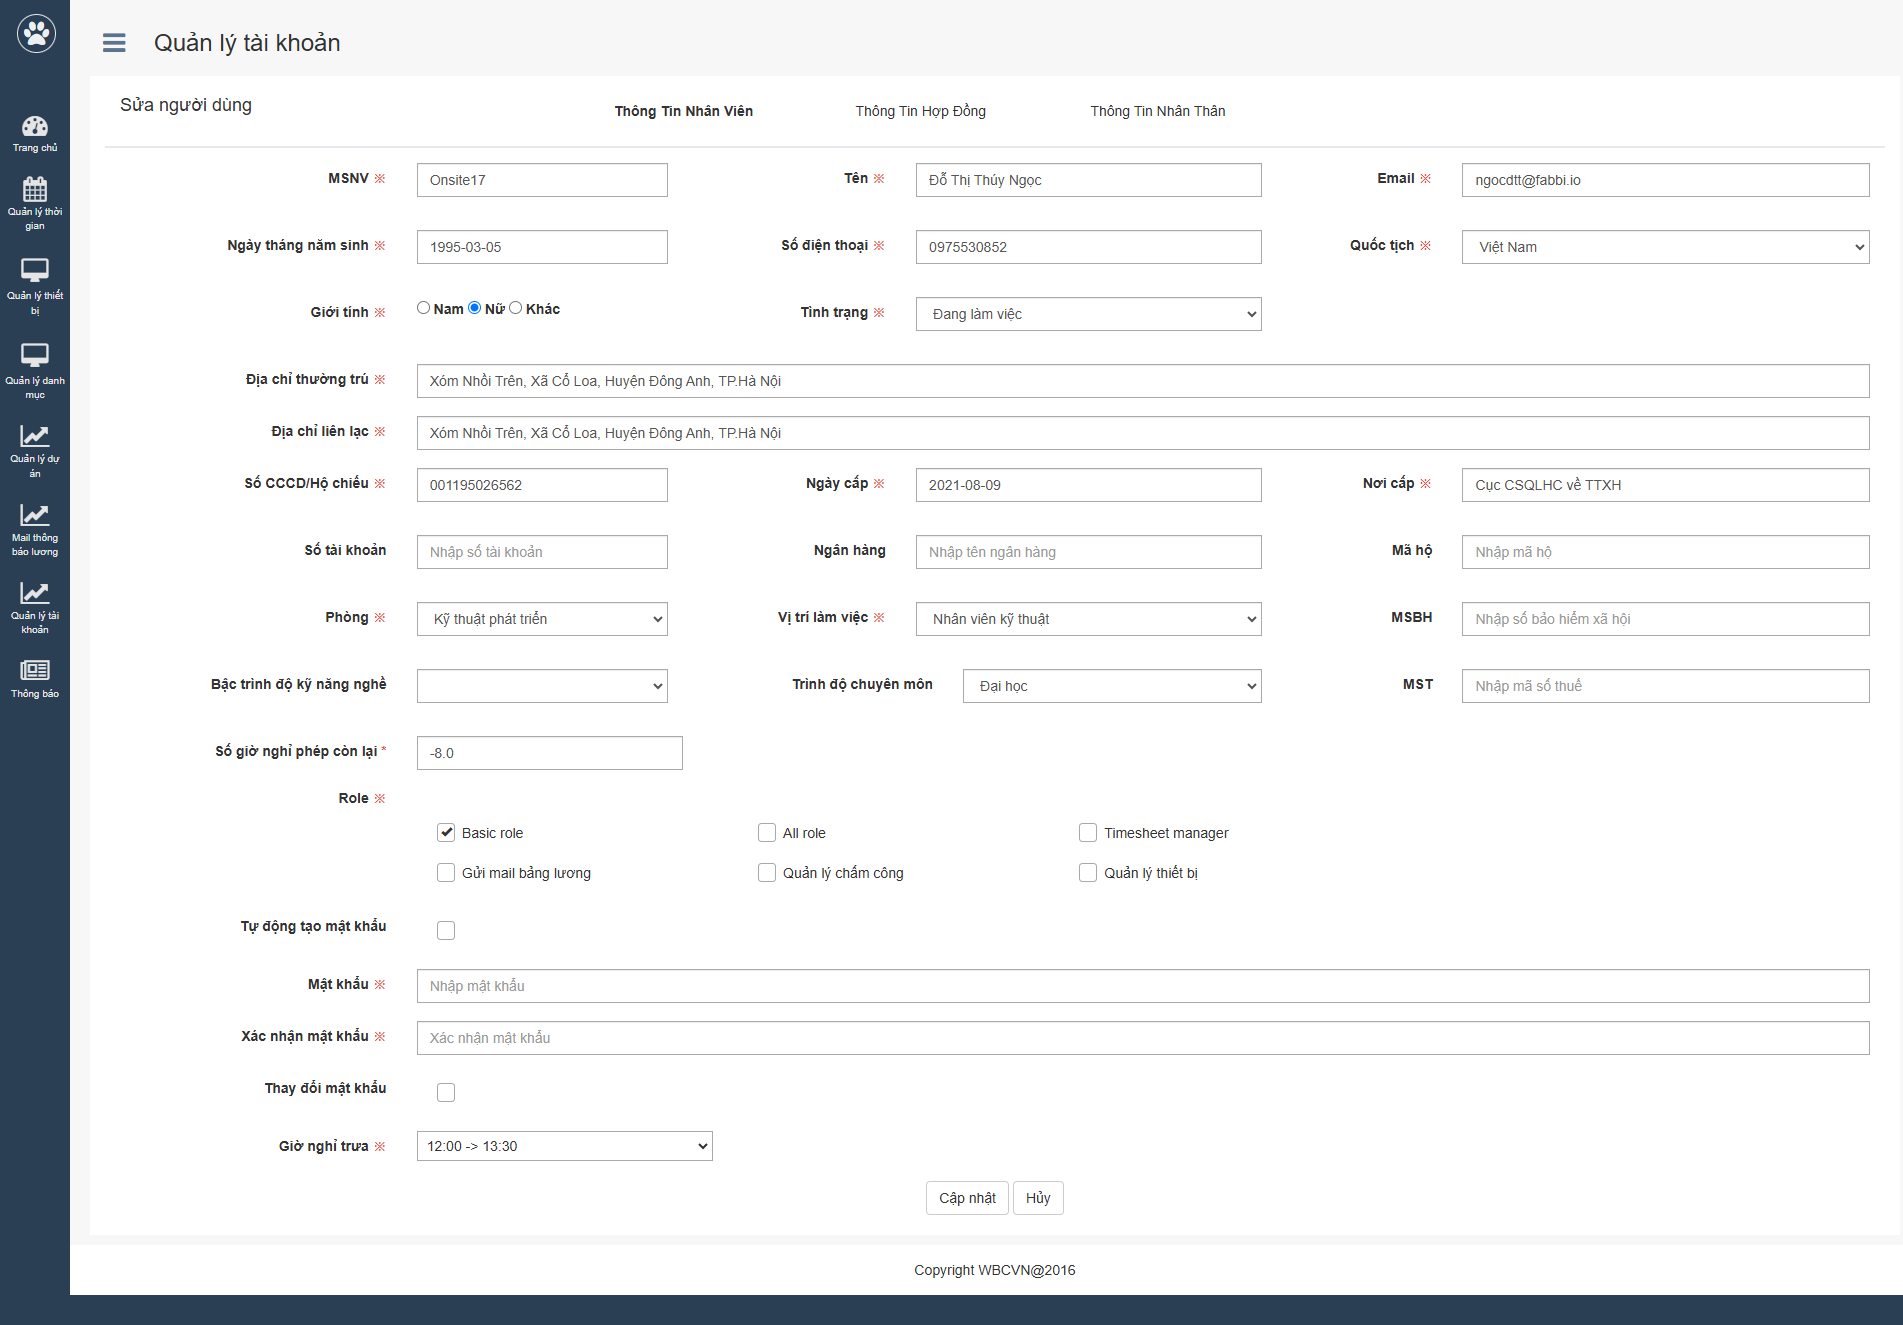 Quản lý tài khoản
Trang chủ
Quản lý thời
gian
Quản lý thiết
bị
Quản lý danh
mục
Quản lý dự
án
Mail thông
báo lương
Quản lý tài
khoản
Thông báo
Sửa người dùng
Thông Tin Nhân Viên Thông Tin Hợp Đồng Thông Tin Nhân Thân
MSNV ※ Onsite17 Tên ※ Đỗ Thị Thúy Ngọc Email ※ ngocdtt@fabbi.io
Ngày tháng năm sinh ※ 1995-03-05 Số điện thoại ※ 0975530852 Quốc tịch ※ Việt Nam
Giới tính ※ Nam Nữ Khác Tình trạng ※ Đang làm việc
Địa chỉ thường trú ※ Xóm Nhồi Trên, Xã Cổ Loa, Huyện Đông Anh, TP.Hà Nội
Địa chỉ liên lạc ※ Xóm Nhồi Trên, Xã Cổ Loa, Huyện Đông Anh, TP.Hà Nội
Số CCCD/Hộ chiếu ※ 001195026562 Ngày cấp ※ 2021-08-09 Nơi cấp ※ Cục CSQLHC về TTXH
Số tài khoản Nhập số tài khoản Ngân hàng Nhập tên ngân hàng Mã hộ Nhập mã hộ
Phòng ※ Kỹ thuật phát triển Vị trí làm việc ※ Nhân viên kỹ thuật MSBH Nhập số bảo hiểm xã hội
Bậc trình độ kỹ năng nghề Trình độ chuyên môn Đại học MST Nhập mã số thuế
Số giờ nghỉ phép còn lại * -8.0
Role ※
Basic role All role Timesheet manager
Gửi mail bảng lương Quản lý chấm công Quản lý thiết bị
Tự động tạo mật khẩu
Mật khẩu ※ Nhập mật khẩu
Xác nhận mật khẩu ※ Xác nhận mật khẩu
Thay đổi mật khẩu
Giờ nghỉ trưa ※ 12:00 -> 13:30
Cập nhật Hủy
Copyright WBCVN@2016